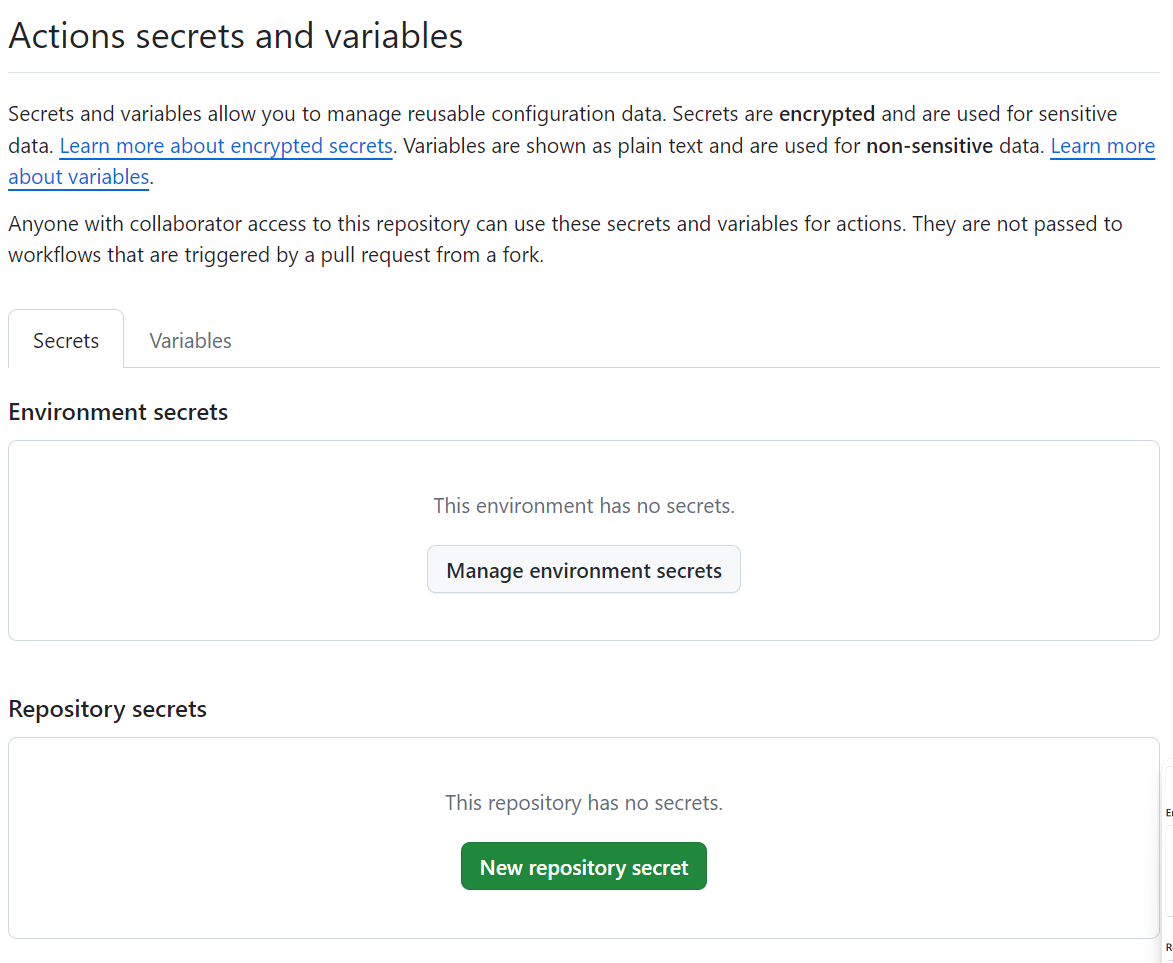 Actions secrets and variables
Secrets and variables allow you to manage reusable configuration data. Secrets are encrypted and are used for sensitive
data. Learn more about encrypted secrets. Variables are shown as plain text and are used for non-sensitive data. Learn more
about variables.
Anyone with collaborator access to this repository can use these secrets and variables for actions. They are not passed to
workflows that are triggered by a pull request from a fork.
Secrets
Variables
Environment secrets
This environment has no secrets.
Manage environment secrets
Repository secrets
This repository has no secrets.
New repository secret